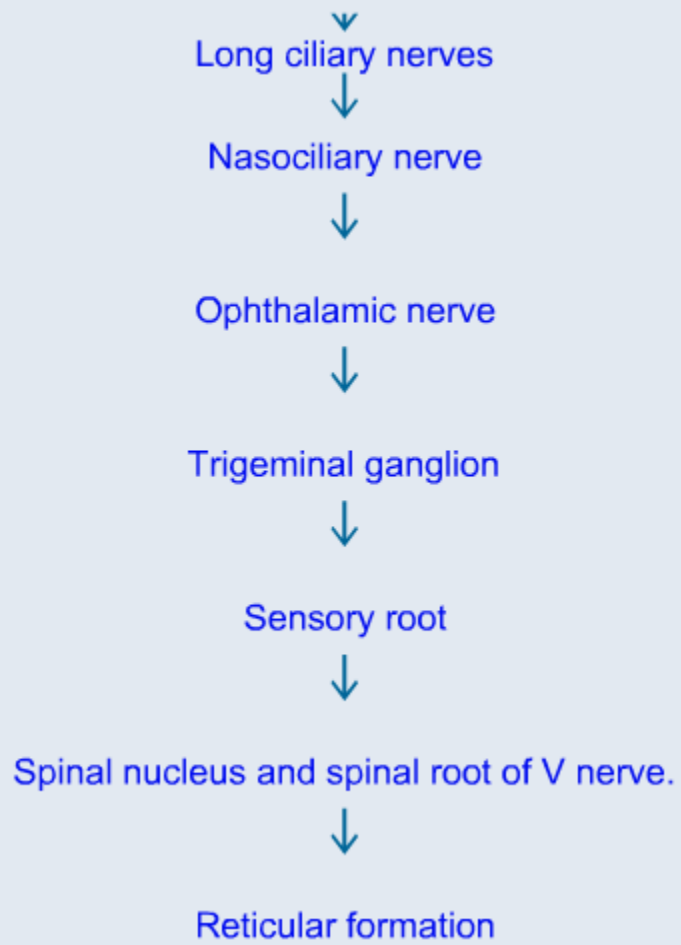 Long ciliary nerves
Nasociliary nerve
Ophthalamic nerve
Trigeminal ganglion
Sensory root
Spinal nucleus and spinal root of V nerve.
Reticular formation